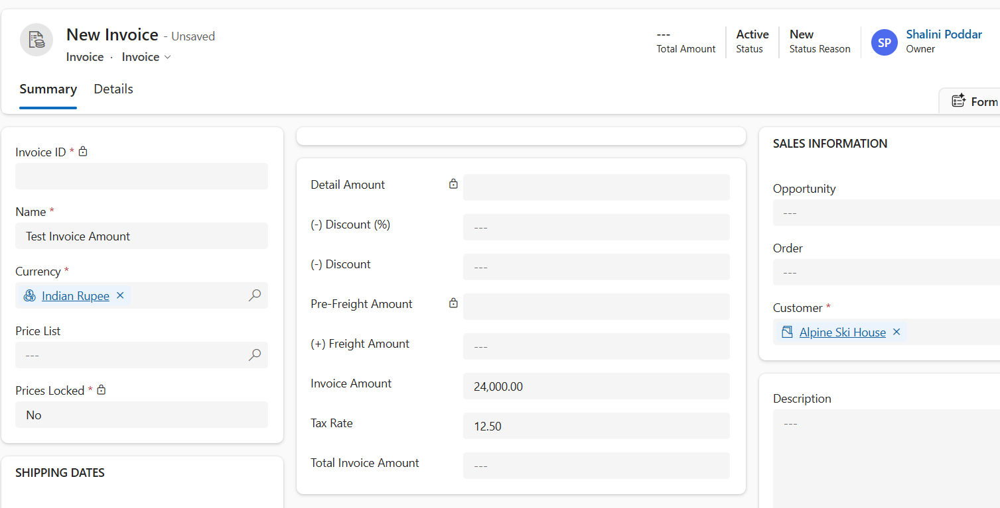 New Invoice - Unsaved
Invoice · Invoice
--- Total Amount
Active Status
New Status Reason
SP Shalini Poddar Owner
Summary Details
Form
Invoice ID *
Name *
Test Invoice Amount
Currency *
Indian Rupee
Price List
---
Prices Locked *
No
SHIPPING DATES
Detail Amount
(-) Discount (%) ---
(-) Discount ---
Pre-Freight Amount
(+) Freight Amount ---
Invoice Amount 24,000.00
Tax Rate 12.50
Total Invoice Amount ---
SALES INFORMATION
Opportunity
---
Order
---
Customer *
Alpine Ski House
Description
---